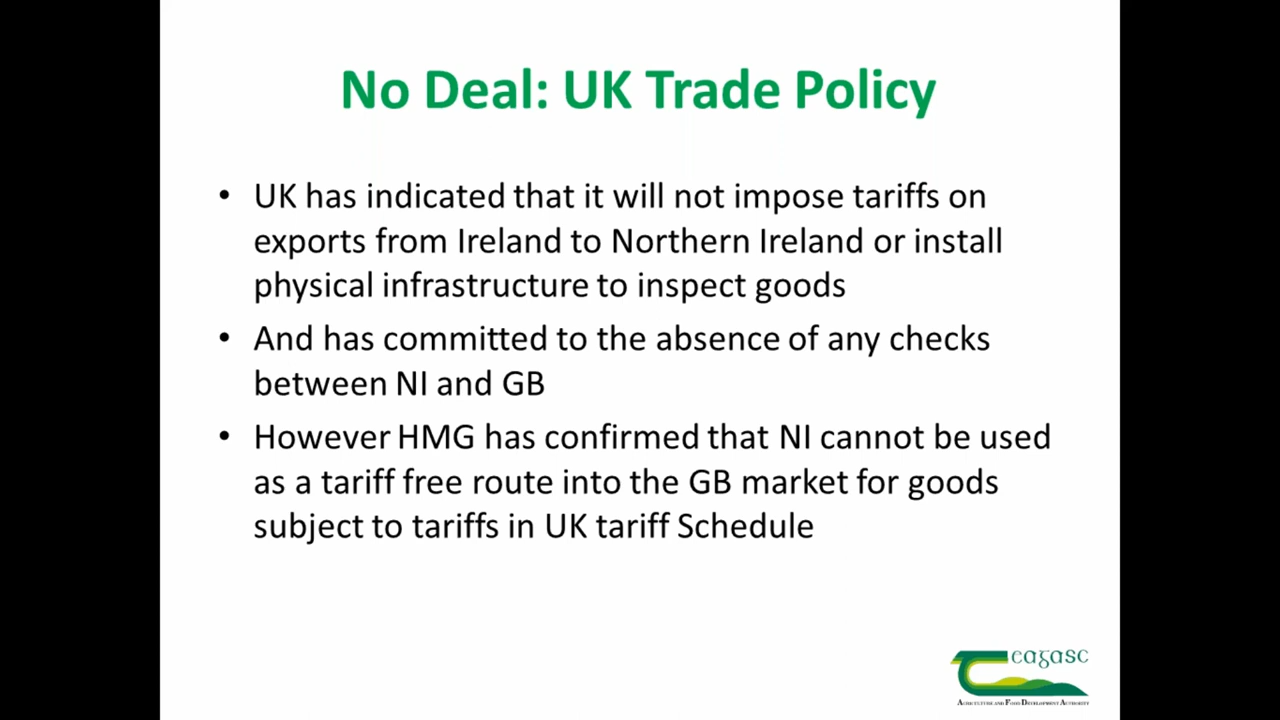 No Deal: UK Trade Policy
• UK has indicated that it will not impose tariffs on
exports from Ireland to Northern Ireland or install
physical infrastructure to inspect goods
• And has committed to the absence of any checks
between NI and GB
• However HMG has confirmed that NI cannot be used
as a tariff free route into the GB market for goods
subject to tariffs in UK tariff Schedule
teagasc
AGRICULTURE AND FOOD DEVELOPMENT AUTHORITY